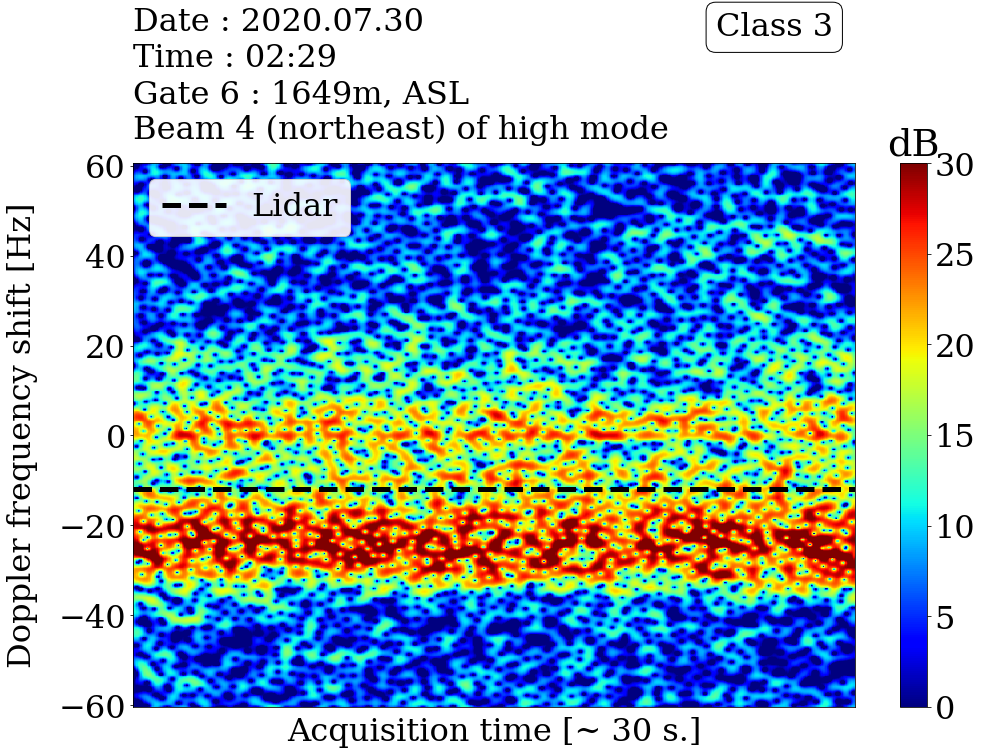 Date : 2020.07.30
Time : 02:29
Gate 6 : 1649m, ASL
Beam 4 (northeast) of high mode
Class 3
dB
Lidar
Doppler frequency shift [Hz]
60
40
20
0
−20
−40
−60
30
25
20
15
10
5
0
Acquisition time [~ 30 s.]